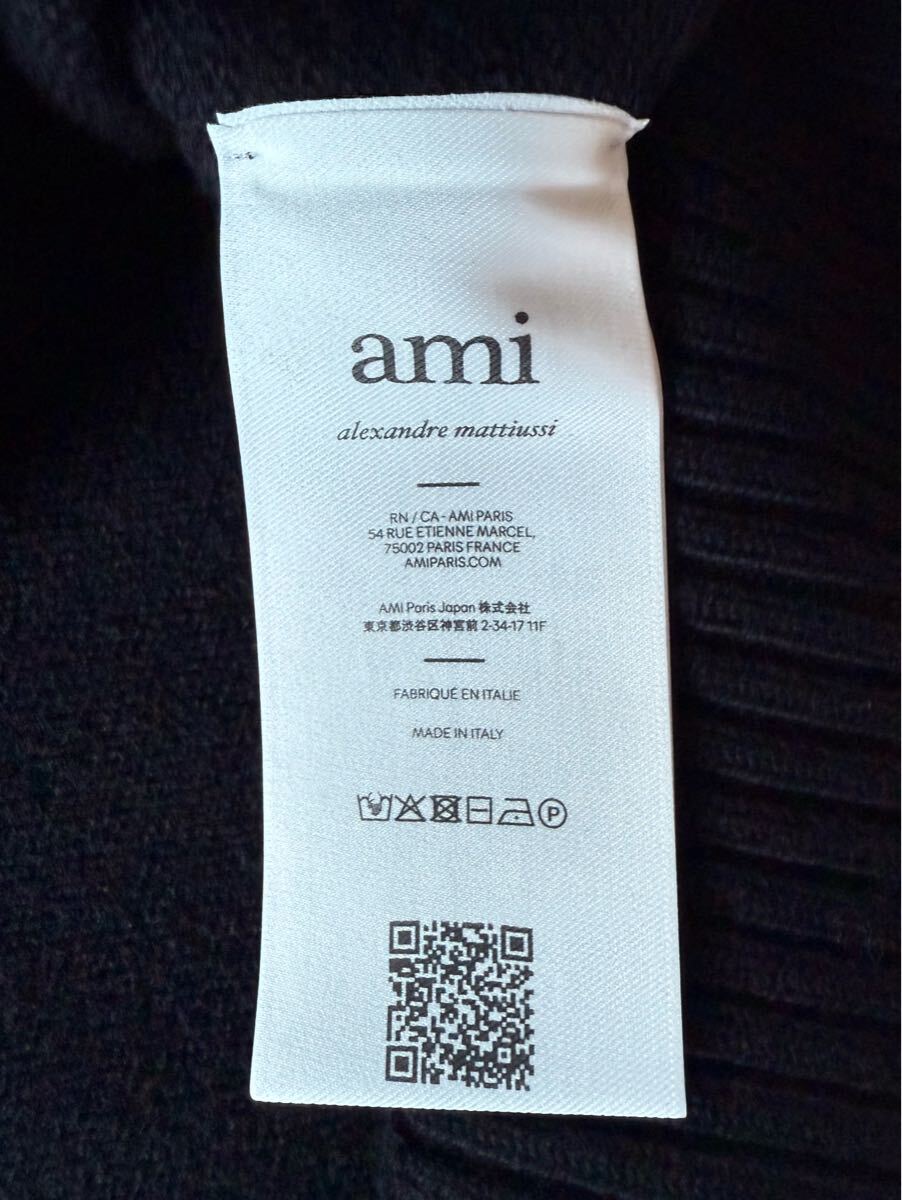 ami
alexandre mattiussi
RN / CA - AMI PARIS
54 RUE ETIENNE MARCEL,
75002 PARIS FRANCE
AMIPARIS.COM
AMI Paris Japan 株式会社
東京都渋谷区神宮前 2-34-17 11F
FABRIQUÉ EN ITALIE
MADE IN ITALY
P